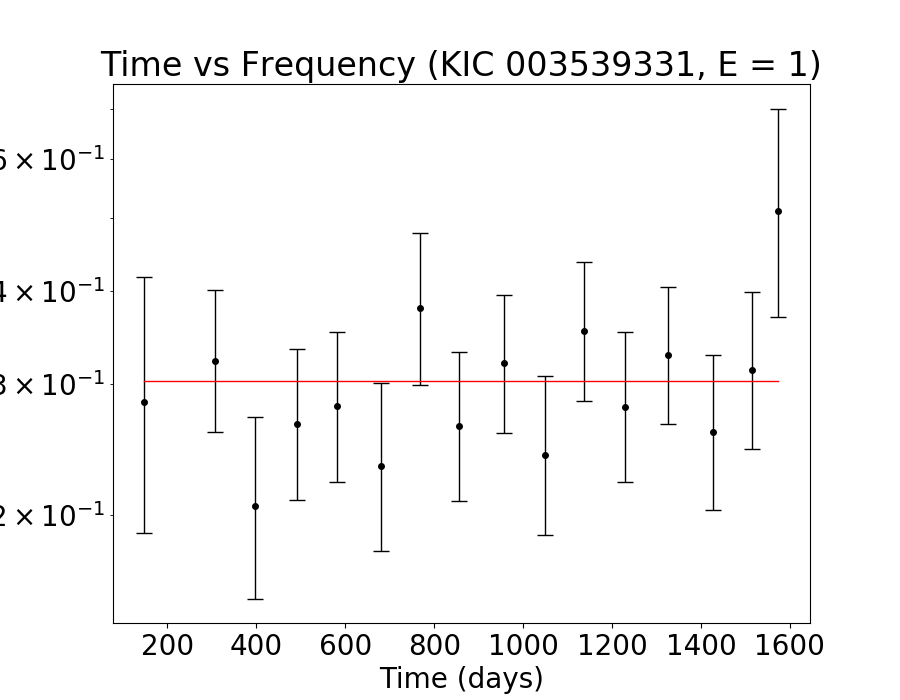 Time vs Frequency (KIC 003539331, E = 1)
6 × 10⁻¹
4 × 10⁻¹
3 × 10⁻¹
2 × 10⁻¹
200 400 600 800 1000 1200 1400 1600
Time (days)